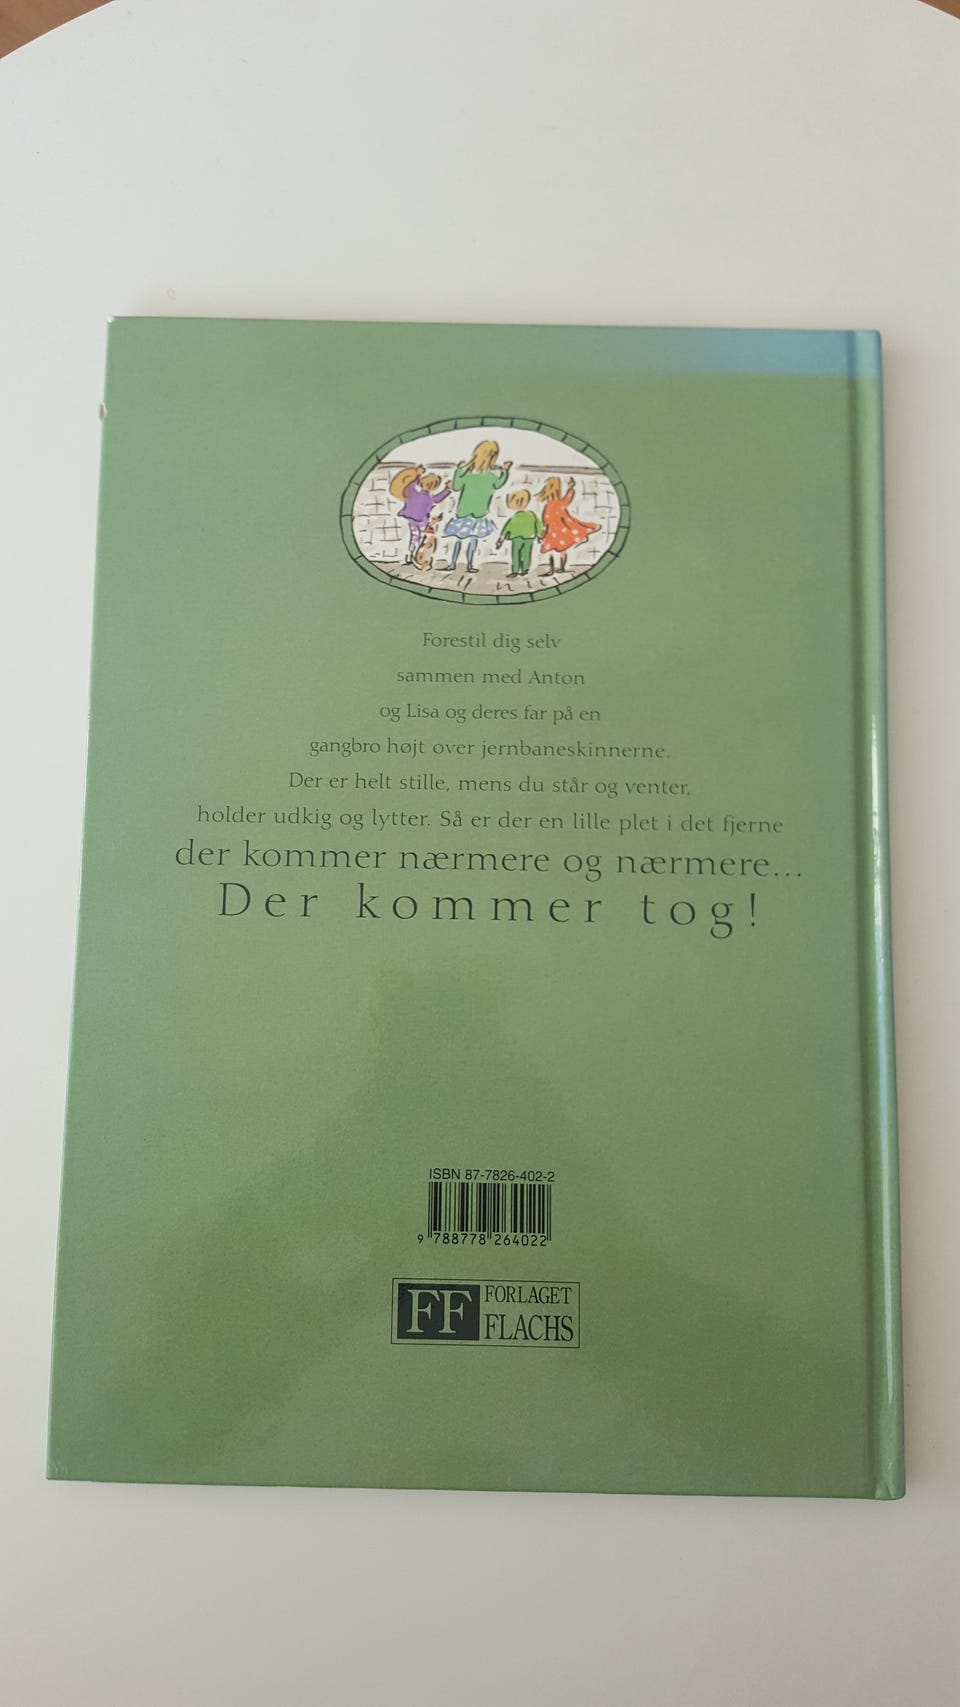 Forestil dig selv
sammen med Anton
og Lisa og deres far på en
gangbro højt over jernbaneskinnerne.
Der er helt stille, mens du står og venter,
holder udkig og lytter. Så er der en lille plet i det fjerne
der kommer nærmere og nærmere...
Der kommer tog!
ISBN 87-7826-402-2
9 788778 264022
FF FORLAGET
FLACHS